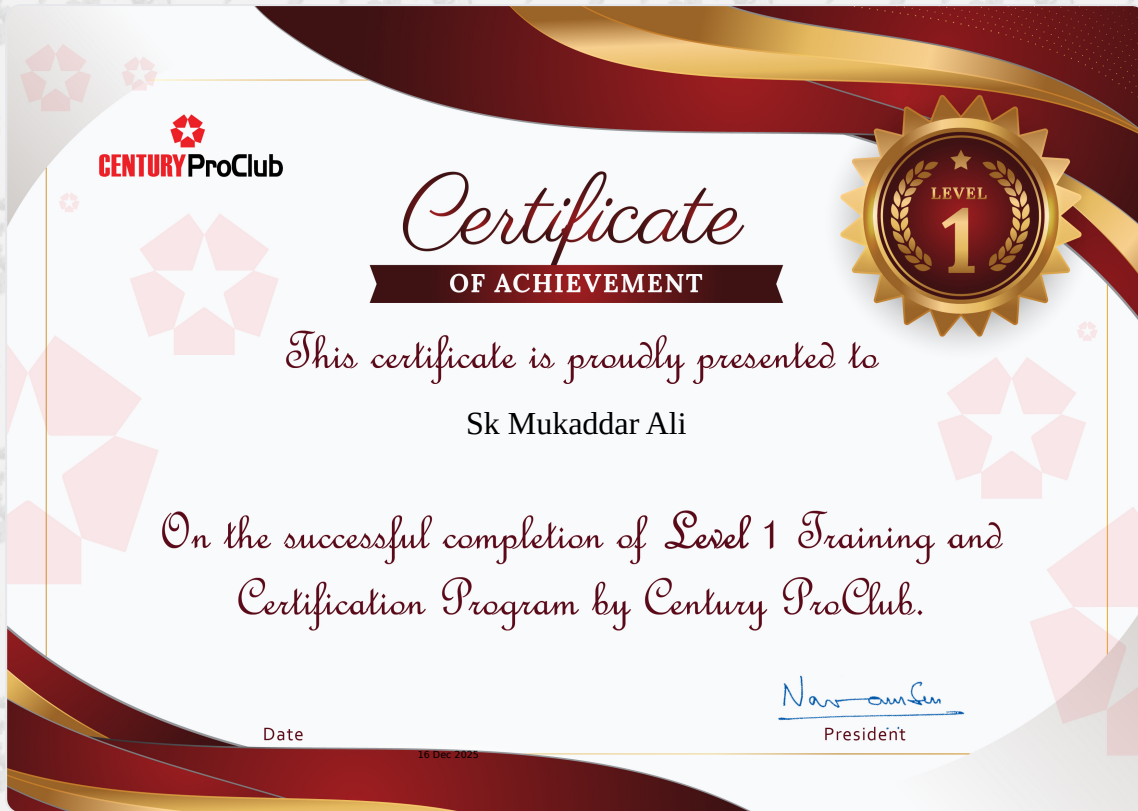 CENTURY ProClub
LEVEL
1
Certificate
OF ACHIEVEMENT
This certificate is proudly presented to
Sk Mukaddar Ali
On the successful completion of Level 1 Training and
Certification Program by Century ProClub.
Date
President
16 Dec 2025